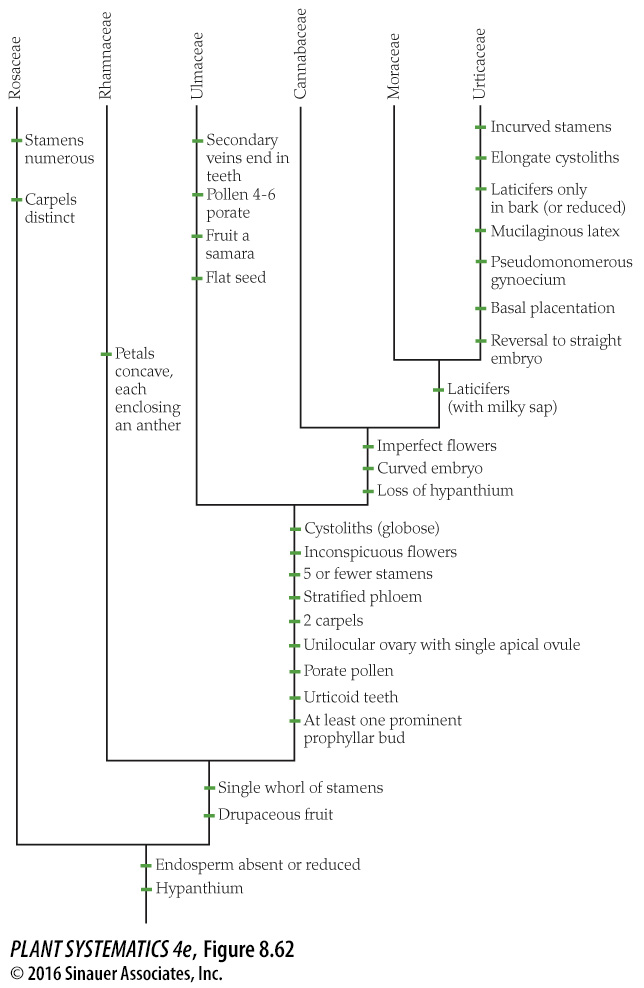 Rosaceae
Rhamnaceae
Ulmaceae
Cannabaceae
Moraceae
Urticaceae
Stamens
numerous
Carpels
distinct
Petals
concave,
each
enclosing
an anther
Secondary
veins end in
teeth
Pollen 4-6
porate
Fruit a
samara
Flat seed
Incurved stamens
Elongate cystoliths
Laticifers only
in bark (or reduced)
Mucilaginous latex
Pseudomonomerous
gynoecium
Basal placentation
Reversal to straight
embryo
Laticifers
(with milky sap)
Imperfect flowers
Curved embryo
Loss of hypanthium
Cystoliths (globose)
Inconspicuous flowers
5 or fewer stamens
Stratified phloem
2 carpels
Unilocular ovary with single apical ovule
Porate pollen
Urticoid teeth
At least one prominent
prophyllar bud
Single whorl of stamens
Drupaceous fruit
Endosperm absent or reduced
Hypanthium
PLANT SYSTEMATICS 4e, Figure 8.62
© 2016 Sinauer Associates, Inc.